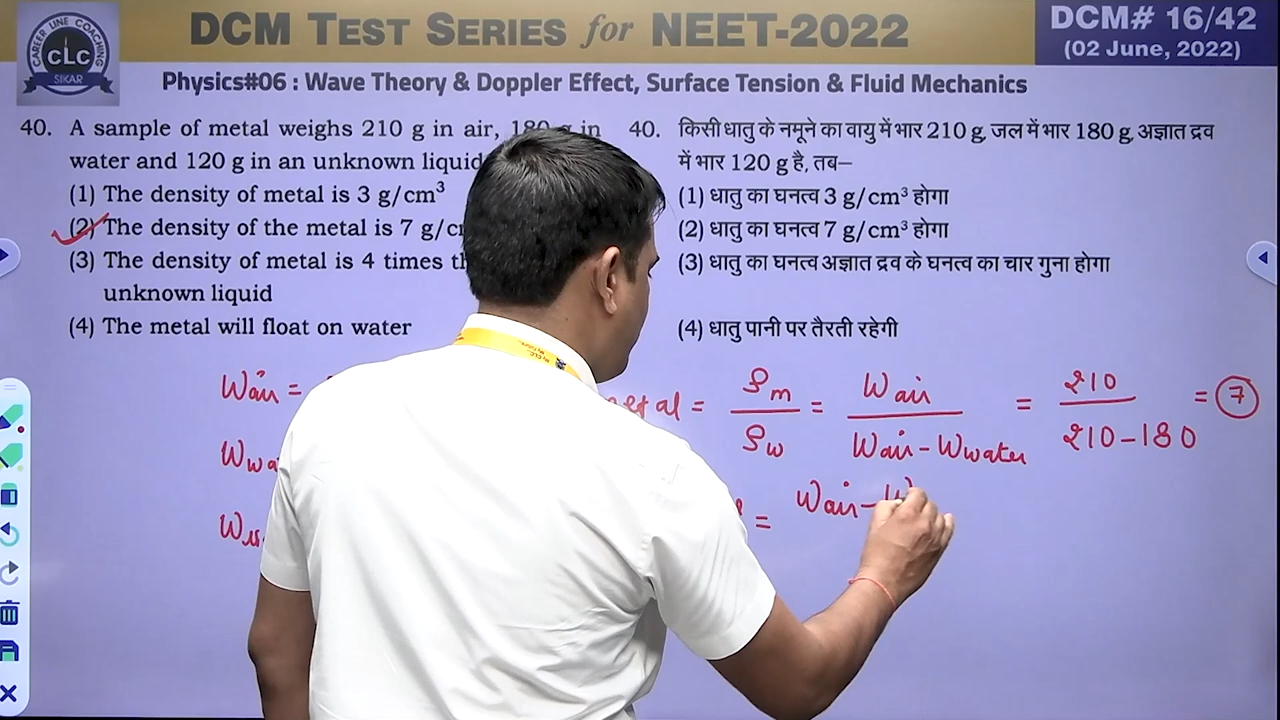 DCM TEST SERIES for NEET-2022
DCM# 16/42
(02 June, 2022)
CAREER LINE COACHING
CLC
SIKAR
Physics#06 : Wave Theory & Doppler Effect, Surface Tension & Fluid Mechanics
40. A sample of metal weighs 210 g in air, 180 g in
water and 120 g in an unknown liquid
(1) The density of metal is 3 g/cm³
(2) The density of the metal is 7 g/c
(3) The density of metal is 4 times
unknown liquid
(4) The metal will float on water
40. किसी धातु के नमूने का वायु में भार 210 g, जल में भार 180 g, अज्ञात द्रव
में भार 120 g है, तब–
(1) धातु का घनत्व 3 g/cm³ होगा
(2) धातु का घनत्व 7 g/cm³ होगा
(3) धातु का घनत्व अज्ञात द्रव के घनत्व का चार गुना होगा
(4) धातु पानी पर तैरती रहेगी
Wair =
= ρm / ρw = Wair / Wair - Wwater = 210 / 210-180 = 7
= Wair -